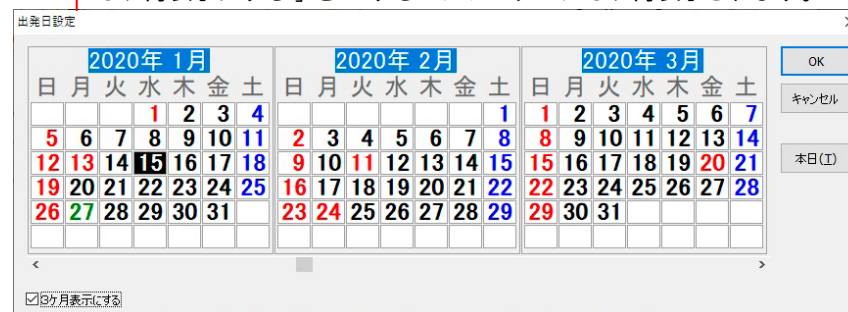 出発日設定
2020年 1月 2020年 2月 2020年 3月
日 月 火 水 木 金 土 日 月 火 水 木 金 土 日 月 火 水 木 金 土
1 2 3 4 1 1 2 3 4 5 6 7
5 6 7 8 9 10 11 2 3 4 5 6 7 8 8 9 10 11 12 13 14
12 13 14 15 16 17 18 9 10 11 12 13 14 15 15 16 17 18 19 20 21
19 20 21 22 23 24 25 16 17 18 19 20 21 22 22 23 24 25 26 27 28
26 27 28 29 30 31 23 24 25 26 27 28 29 29 30 31
OK
キャンセル
本日(T)
3ケ月表示にする